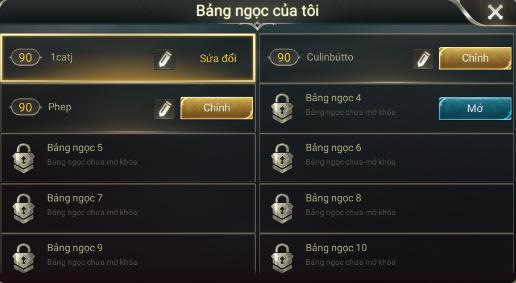 Bảng ngọc của tôi
90 1catj Sửa đổi
90 Culinbútto Chỉnh
90 Phep Chỉnh
Bảng ngọc 4
Bảng ngọc chưa mở khóa
Mở
Bảng ngọc 5
Bảng ngọc chưa mở khóa
Bảng ngọc 6
Bảng ngọc chưa mở khóa
Bảng ngọc 7
Bảng ngọc chưa mở khóa
Bảng ngọc 8
Bảng ngọc chưa mở khóa
Bảng ngọc 9
Bảng ngọc chưa mở khóa
Bảng ngọc 10
Bảng ngọc chưa mở khóa